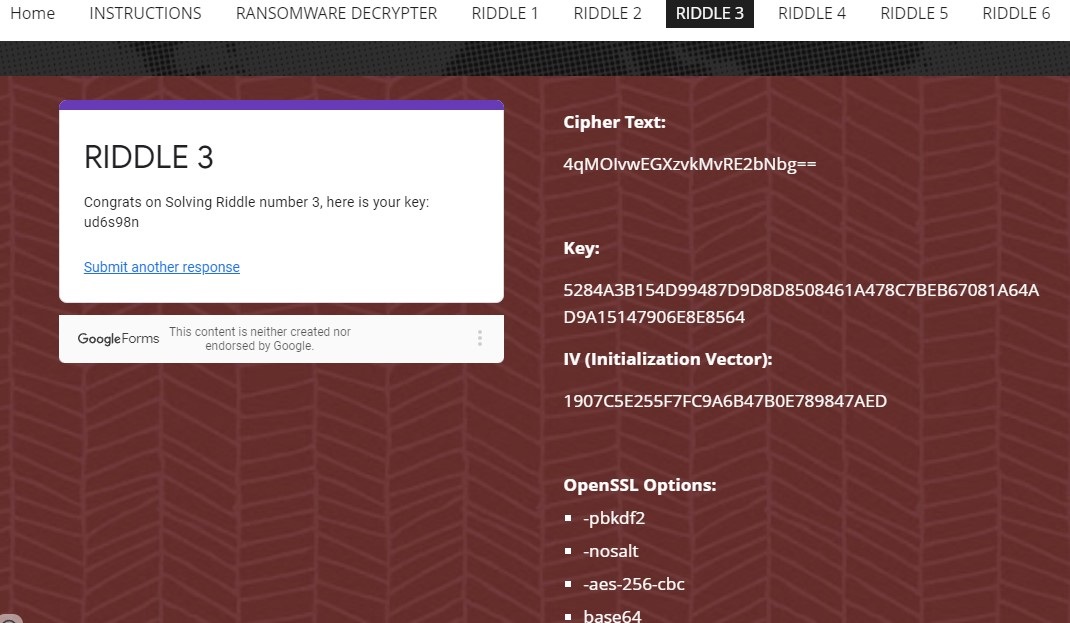 Home INSTRUCTIONS RANSOMWARE DECRYPTER RIDDLE 1 RIDDLE 2 RIDDLE 3 RIDDLE 4 RIDDLE 5 RIDDLE 6
RIDDLE 3
Congrats on Solving Riddle number 3, here is your key:
ud6s98n
Submit another response
GoogleForms
This content is neither created nor
endorsed by Google.
Cipher Text:
4qMOIvwEGXzvkMvRE2bNbg==
Key:
5284A3B154D99487D9D8D8508461A478C7BEB67081A64A
D9A15147906E8E8564
IV (Initialization Vector):
1907C5E255F7FC9A6B47B0E789847AED
OpenSSL Options:
-pbkdf2
-nosalt
-aes-256-cbc
base64